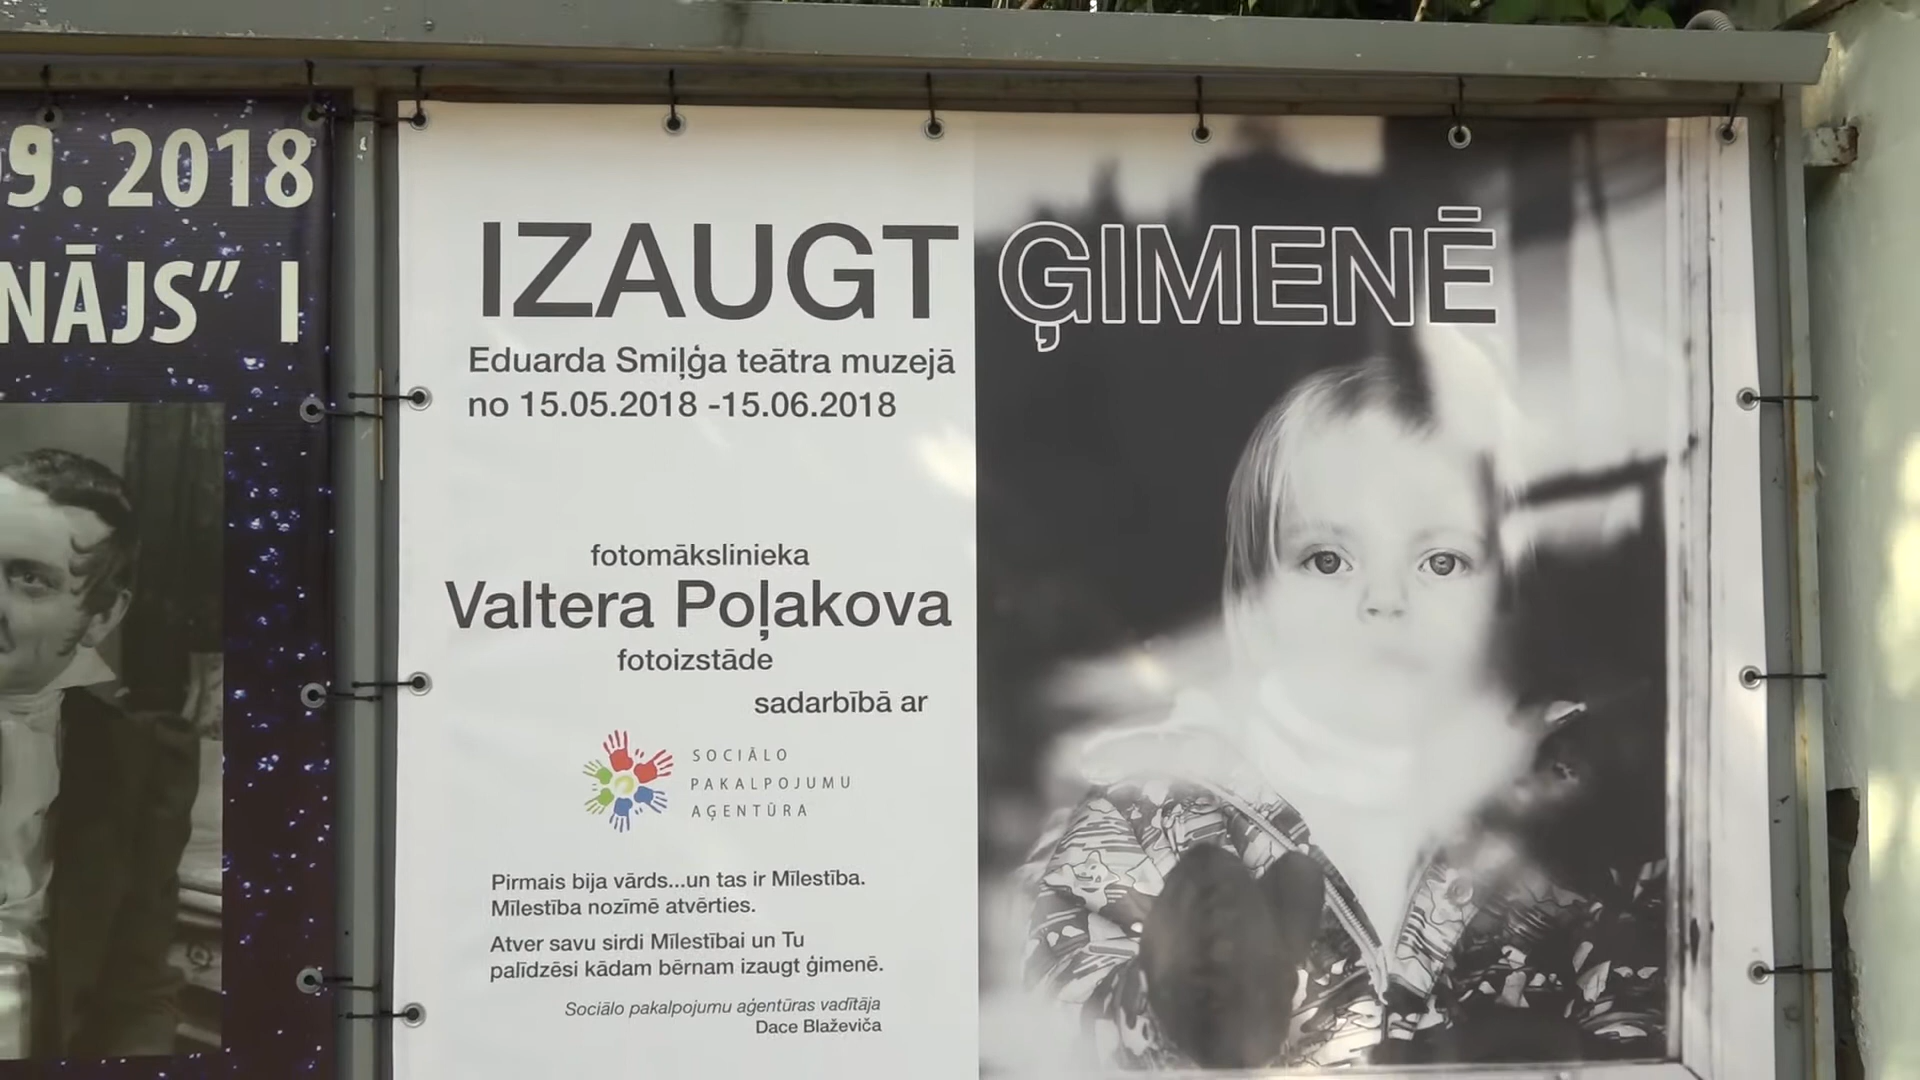 9. 2018
NĀJS” I
IZAUGT ĢIMENĒ
Eduarda Smiļģa teātra muzejā
no 15.05.2018 -15.06.2018
fotomākslinieka
Valtera Poļakova
fotoizstāde
sadarbībā ar
SOCIĀLO
PAKALPOJUMU
AĢENTŪRA
Pirmais bija vārds...un tas ir Mīlestība.
Mīlestība nozīmē atvērties.
Atver savu sirdi Mīlestībai un Tu
palīdzēsi kādam bērnam izaugt ģimenē.
Sociālo pakalpojumu aģentūras vadītāja
Dace Blaževiča